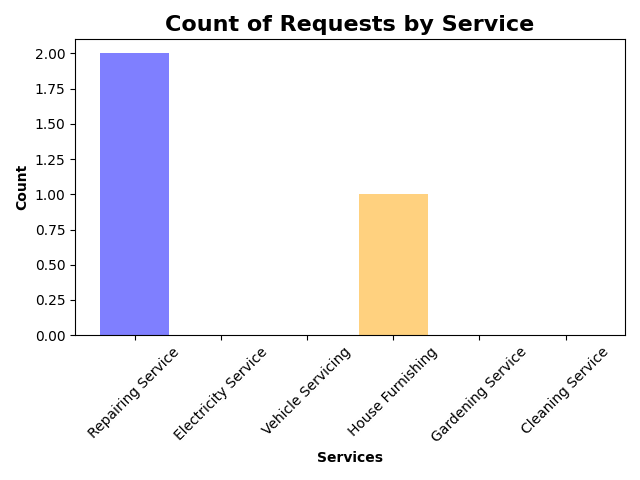 Count of Requests by Service
Count
2.00
1.75
1.50
1.25
1.00
0.75
0.50
0.25
0.00
Repairing Service
Electricity Service
Vehicle Servicing
House Furnishing
Gardening Service
Cleaning Service
Services